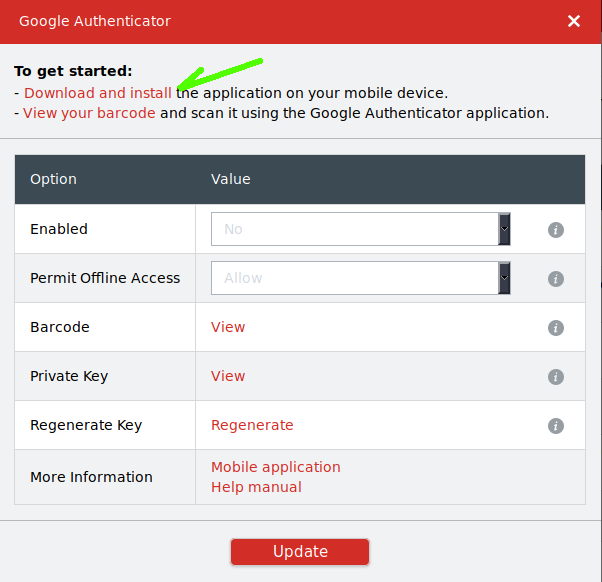 Google Authenticator
To get started:
- Download and install the application on your mobile device.
- View your barcode and scan it using the Google Authenticator application.
Option Value
Enabled No
Permit Offline Access Allow
Barcode View
Private Key View
Regenerate Key Regenerate
More Information Mobile application
Help manual
Update